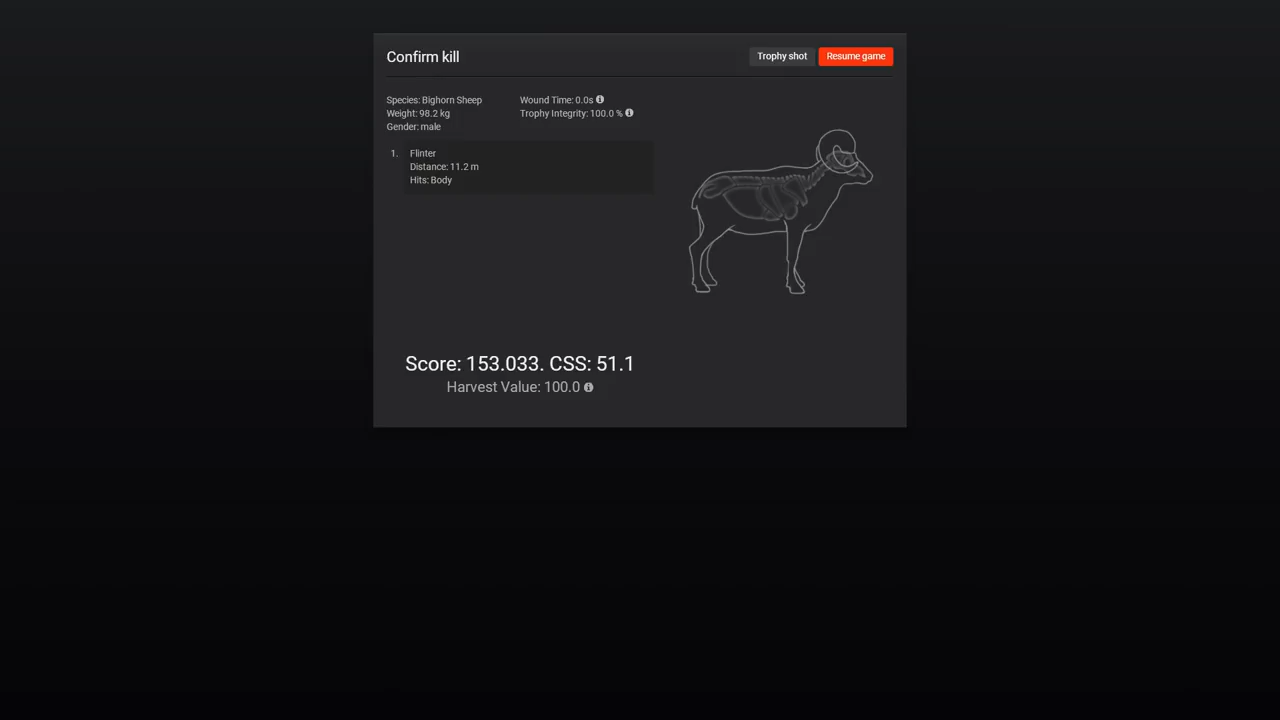 Confirm kill
Trophy shot
Resume game
Species: Bighorn Sheep
Weight: 98.2 kg
Gender: male
Wound Time: 0.0s
Trophy Integrity: 100.0 %
1.
Flinter
Distance: 11.2 m
Hits: Body
Score: 153.033. CSS: 51.1
Harvest Value: 100.0